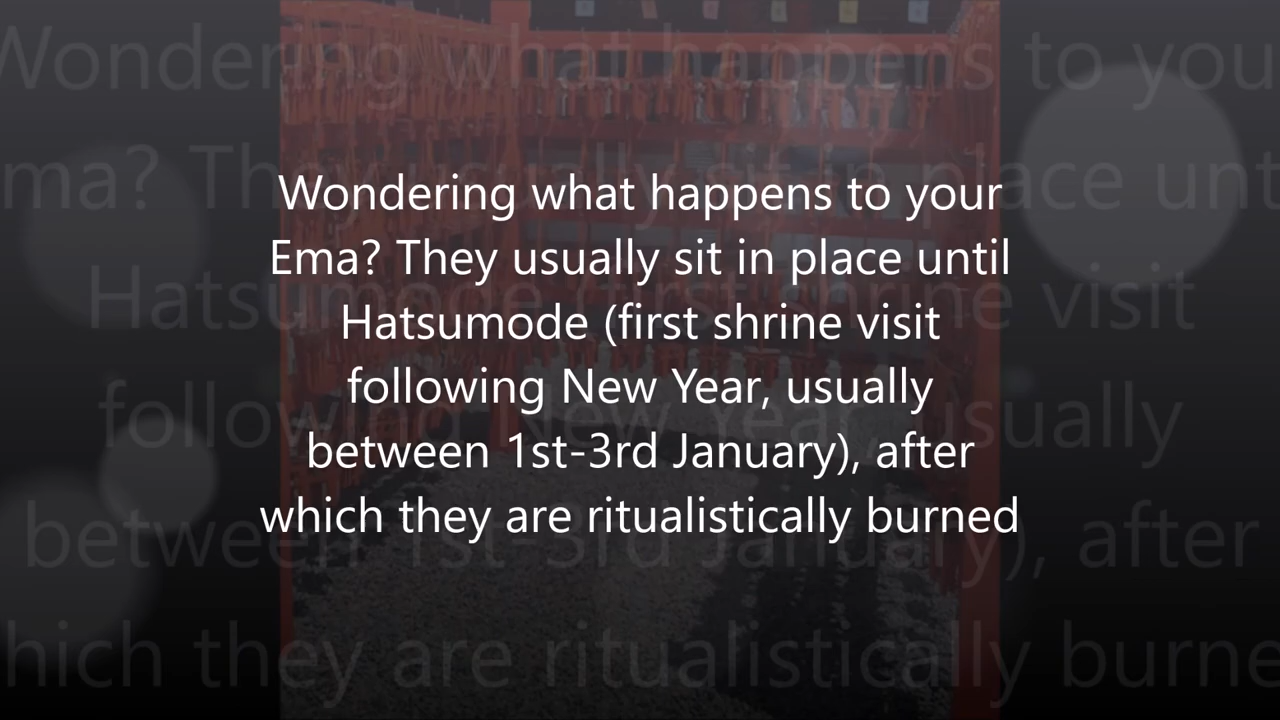 Wondering what happens to your
Ema? They usually sit in place until
Hatsumode (first shrine visit
following New Year, usually
between 1st-3rd January), after
which they are ritualistically burned